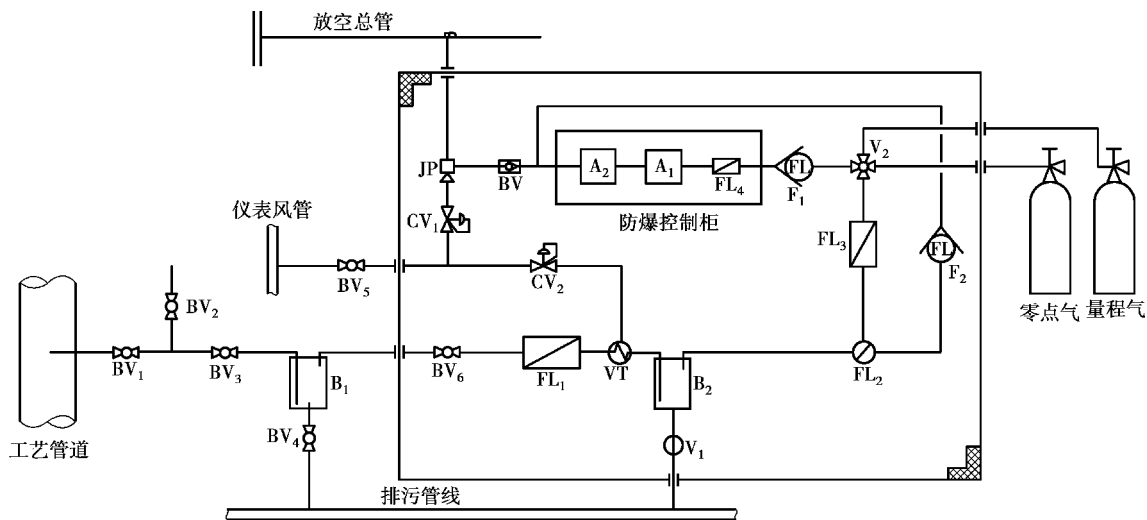 放空总管
JP
BV
A₂
A₁
FL₄
FL
F₁
V₂
防爆控制柜
CV₁
仪表风管
BV₅
CV₂
FL₃
FL
F₂
零点气
量程气
BV₂
BV₁
BV₃
B₁
BV₆
FL₁
VT
B₂
FL₂
BV₄
V₁
工艺管道
排污管线